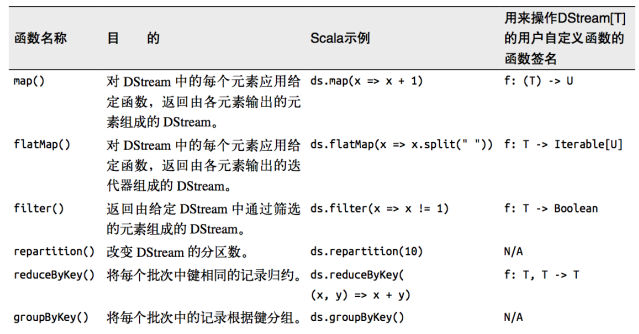 函数名称 目 的 Scala示例 用来操作DStream[T]
的用户自定义函数的
函数签名
map() 对 DStream 中的每个元素应用给 ds.map(x => x + 1) f: (T) -> U
定函数，返回由各元素输出的元
素组成的 DStream。
flatMap() 对 DStream 中的每个元素应用给 ds.flatMap(x => x.split(" ")) f: T -> Iterable[U]
定函数，返回由各元素输出的迭
代器组成的 DStream。
filter() 返回由给定 DStream 中通过筛选 ds.filter(x => x != 1) f: T -> Boolean
的元素组成的 DStream。
repartition() 改变 DStream 的分区数。 ds.repartition(10) N/A
reduceByKey() 将每个批次中键相同的记录归约。 ds.reduceByKey( f: T, T -> T
(x, y) => x + y)
groupByKey() 将每个批次中的记录根据键分组。 ds.groupByKey() N/A